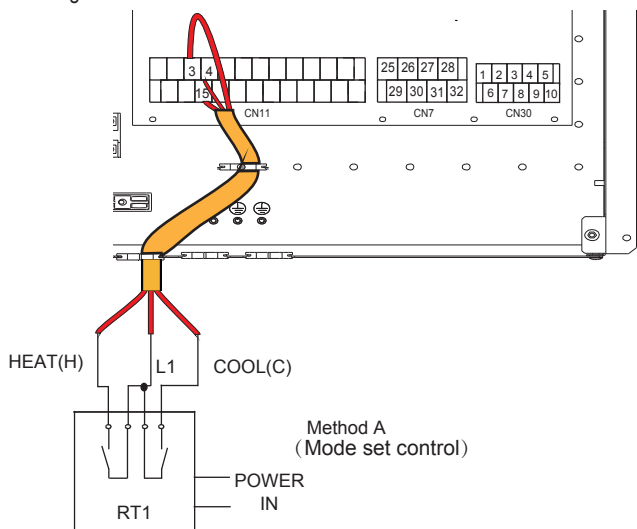 g
3 4 25 26 27 28 1 2 3 4 5
15 29 30 31 32 6 7 8 9 10
CN11 CN7 CN30
HEAT(H) L1 COOL(C)
Method A
(Mode set control)
POWER
IN
RT1